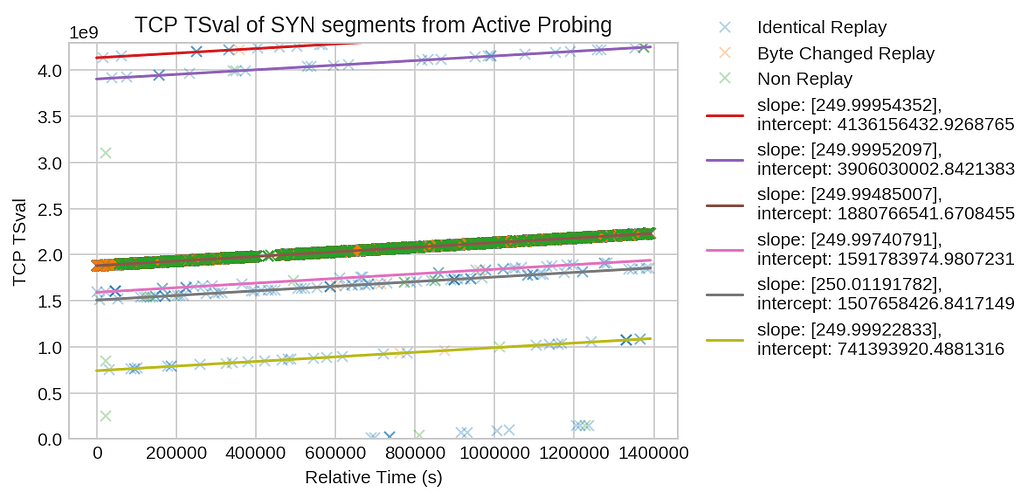 TCP TSval of SYN segments from Active Probing
1e9
4.0
3.5
3.0
2.5
2.0
1.5
1.0
0.5
0.0
TCP TSval
0 200000 400000 600000 800000 1000000 1200000 1400000
Relative Time (s)
Identical Replay
Byte Changed Replay
Non Replay
slope: [249.99954352],
intercept: 4136156432.9268765
slope: [249.99952097],
intercept: 3906030002.8421383
slope: [249.99485007],
intercept: 1880766541.6708455
slope: [249.99740791],
intercept: 1591783974.9807231
slope: [250.01191782],
intercept: 1507658426.8417149
slope: [249.99922833],
intercept: 741393920.4881316